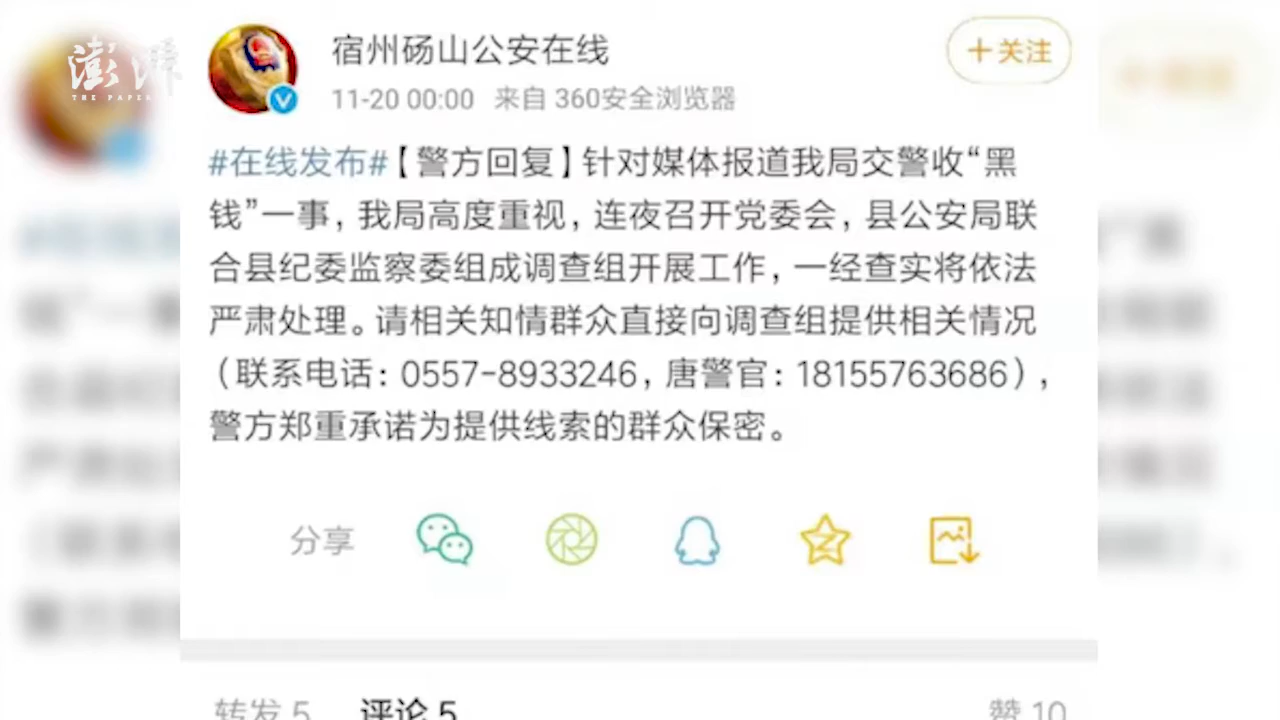 澎湃
THE PAPER
宿州砀山公安在线
+关注
11-20 00:00 来自 360安全浏览器
#在线发布#【警方回复】针对媒体报道我局交警收“黑
钱”一事，我局高度重视，连夜召开党委会，县公安局联
合县纪委监察委组成调查组开展工作，一经查实将依法
严肃处理。请相关知情群众直接向调查组提供相关情况
（联系电话：0557-8933246，唐警官：18155763686），
警方郑重承诺为提供线索的群众保密。
分享
转发 5 评论 5 赞 10